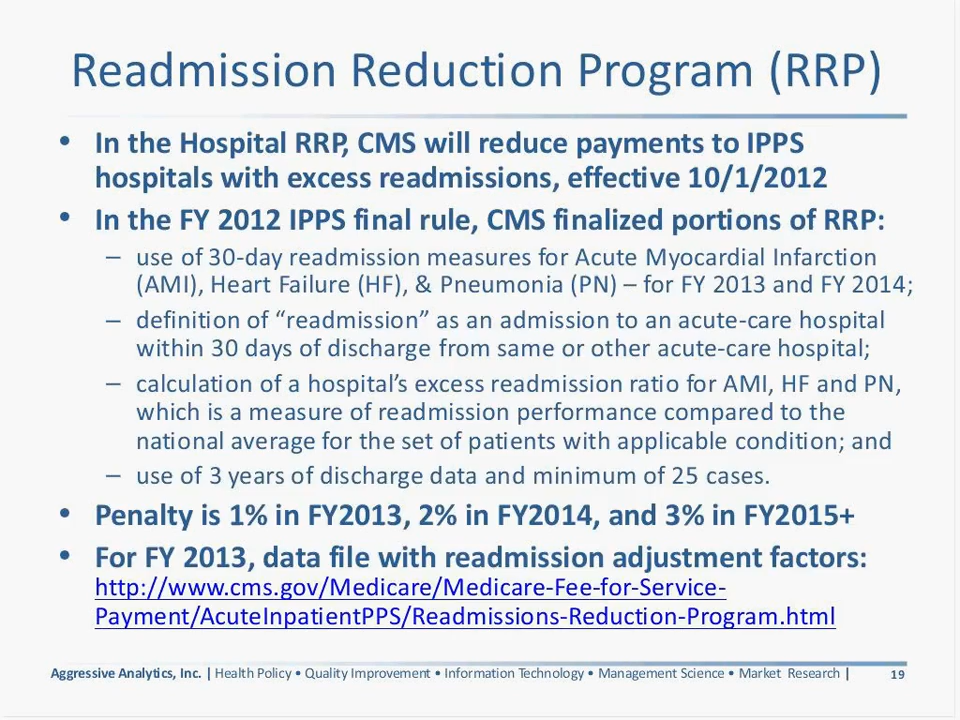 Readmission Reduction Program (RRP)
• In the Hospital RRP, CMS will reduce payments to IPPS
hospitals with excess readmissions, effective 10/1/2012
• In the FY 2012 IPPS final rule, CMS finalized portions of RRP:
– use of 30-day readmission measures for Acute Myocardial Infarction
(AMI), Heart Failure (HF), & Pneumonia (PN) – for FY 2013 and FY 2014;
– definition of “readmission” as an admission to an acute-care hospital
within 30 days of discharge from same or other acute-care hospital;
– calculation of a hospital’s excess readmission ratio for AMI, HF and PN,
which is a measure of readmission performance compared to the
national average for the set of patients with applicable condition; and
– use of 3 years of discharge data and minimum of 25 cases.
• Penalty is 1% in FY2013, 2% in FY2014, and 3% in FY2015+
• For FY 2013, data file with readmission adjustment factors:
http://www.cms.gov/Medicare/Medicare-Fee-for-Service-
Payment/AcuteInpatientPPS/Readmissions-Reduction-Program.html
Aggressive Analytics, Inc. | Health Policy • Quality Improvement • Information Technology • Management Science • Market Research | 19